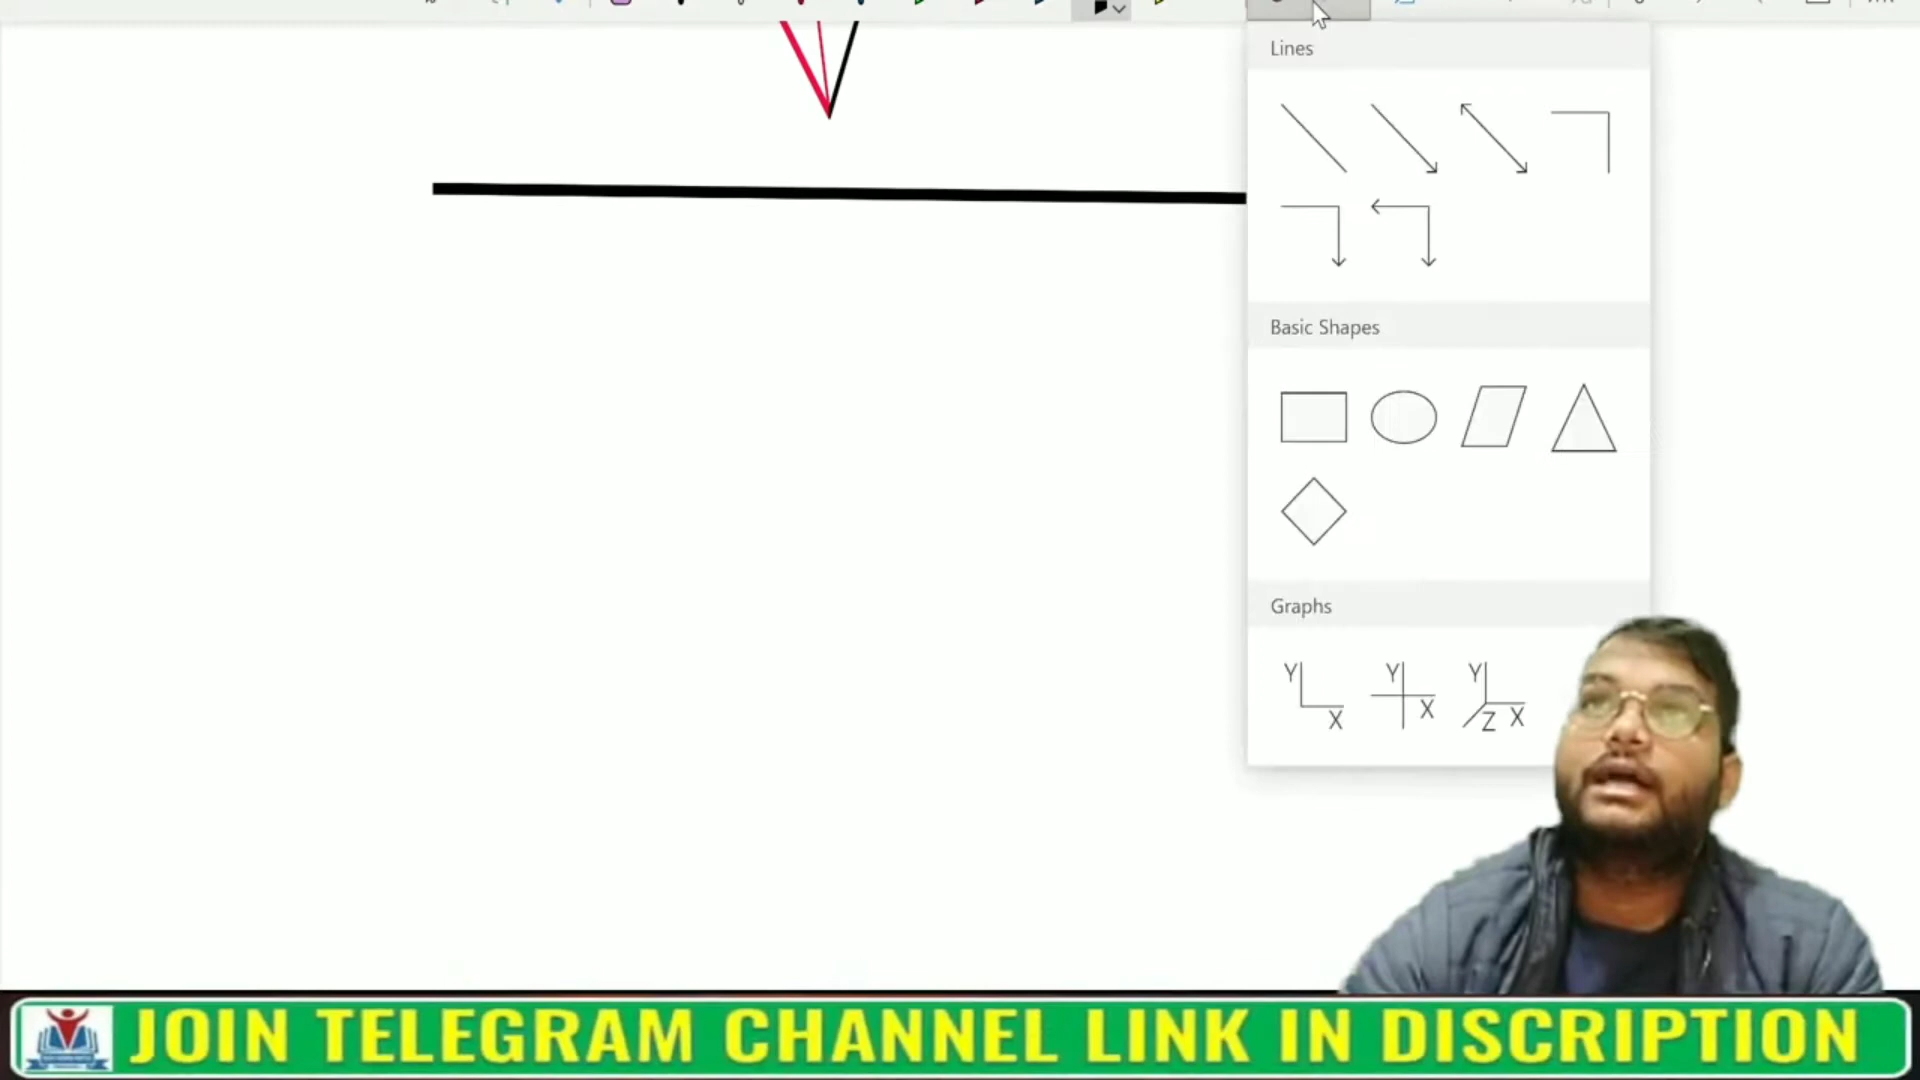 Lines
Basic Shapes
Graphs
Y
X
Y
X
Y
Z X
JOIN TELEGRAM CHANNEL LINK IN DISCRIPTION